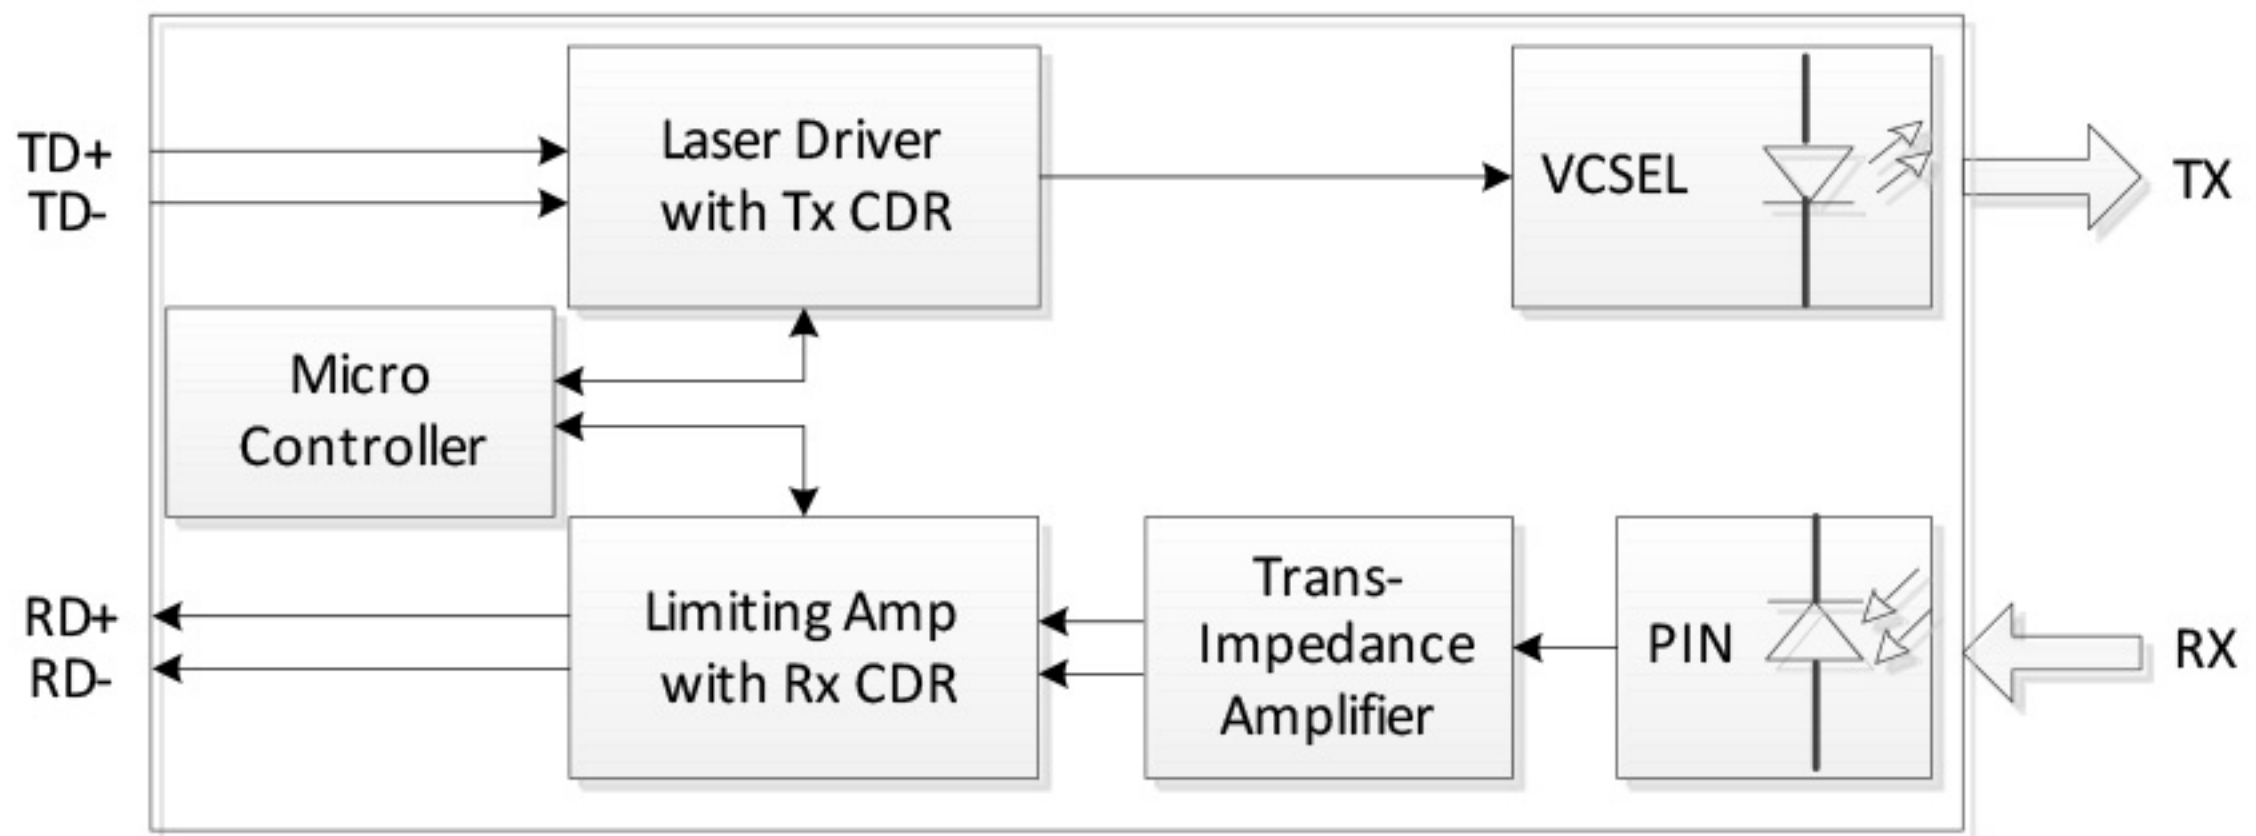 TD+
TD-
Laser Driver
with Tx CDR
VCSEL
TX
Micro
Controller
RD+
RD-
Limiting Amp
with Rx CDR
Trans-
Impedance
Amplifier
PIN
RX